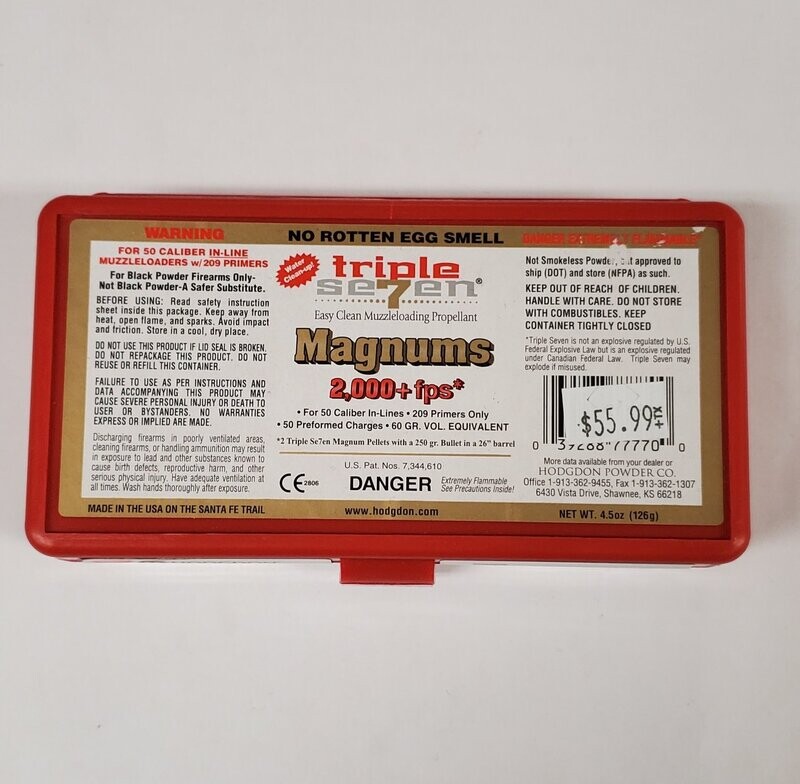 WARNING
FOR 50 CALIBER IN-LINE
MUZZLELOADERS w/209 PRIMERS
For Black Powder Firearms Only-
Not Black Powder-A Safer Substitute.
BEFORE USING: Read safety instruction
sheet inside this package. Keep away from
heat, open flame, and sparks. Avoid impact
and friction. Store in a cool, dry place.
DO NOT USE THIS PRODUCT IF LID SEAL IS BROKEN.
DO NOT REPACKAGE THIS PRODUCT. DO NOT
REUSE OR REFILL THIS CONTAINER.
FAILURE TO USE AS PER INSTRUCTIONS AND
DATA ACCOMPANYING THIS PRODUCT MAY
CAUSE SEVERE PERSONAL INJURY OR DEATH TO
USER OR BYSTANDERS. NO WARRANTIES
EXPRESS OR IMPLIED ARE MADE.
Discharging firearms in poorly ventilated areas,
cleaning firearms, or handling ammunition may result
in exposure to lead and other substances known to
cause birth defects, reproductive harm, and other
serious physical injury. Have adequate ventilation at
all times. Wash hands thoroughly after exposure.
MADE IN THE USA ON THE SANTA FE TRAIL
NO ROTTEN EGG SMELL
Water
Clean-up!
triple
se7en®
Easy Clean Muzzleloading Propellant
Magnums
2,000+fps*
• For 50 Caliber In-Lines • 209 Primers Only
• 50 Preformed Charges • 60 GR. VOL. EQUIVALENT
*2 Triple Se7en Magnum Pellets with a 250 gr. Bullet in a 26" barrel
U.S. Pat. Nos. 7,344,610
CE 2806 DANGER Extremely Flammable
See Precautions Inside!
www.hodgdon.com
DANGER EXTREMELY FLAMMABLE
Not Smokeless Powder, approved to
ship (DOT) and store (NFPA) as such.
KEEP OUT OF REACH OF CHILDREN.
HANDLE WITH CARE. DO NOT STORE
WITH COMBUSTIBLES. KEEP
CONTAINER TIGHTLY CLOSED
*Triple Seven is not an explosive regulated by U.S.
Federal Explosive Law but is an explosive regulated
under Canadian Federal Law. Triple Seven may
explode if misused.
$55.99+TX
0 39288 77770 0
More data available from your dealer or
HODGDON POWDER CO.
Office 1-913-362-9455, Fax 1-913-362-1307
6430 Vista Drive, Shawnee, KS 66218
NET WT. 4.5oz (126g)